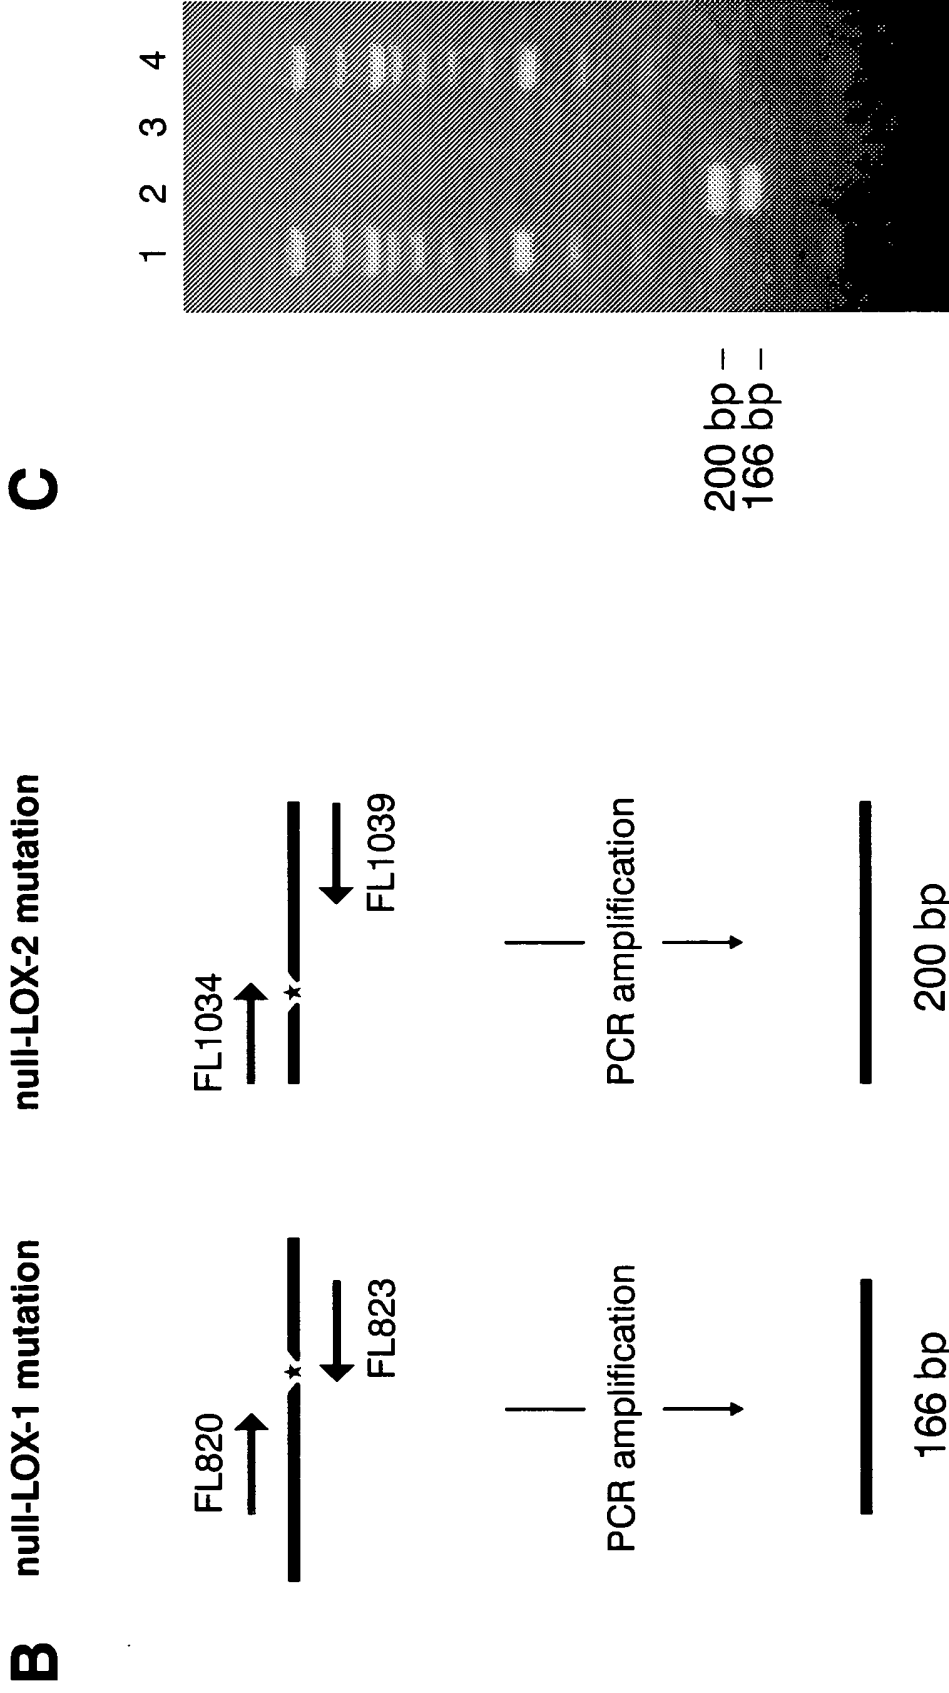 B
null-LOX-1 mutation
FL820
FL823
PCR amplification
166 bp
null-LOX-2 mutation
FL1034
FL1039
PCR amplification
200 bp
C
1 2 3 4
200 bp –
166 bp –